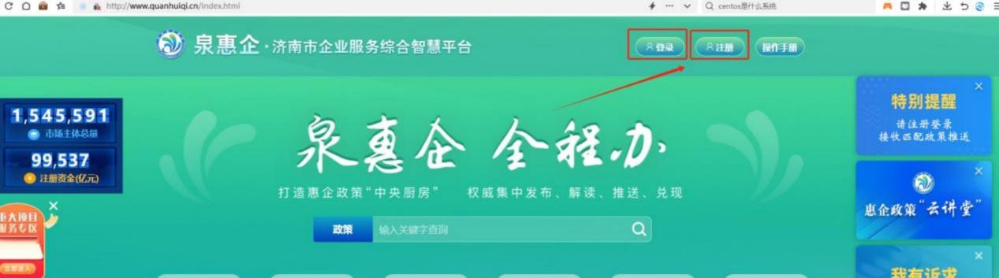 http://www.quanhuiqi.cn/index.html
centos是什么系统
泉惠企·济南市企业服务综合智慧平台
登录
注册
操作手册
1,545,591
市场主体总量
99,537
注册资金(亿元)
重大项目
服务专区
立即进入
泉惠企 全程办
打造惠企政策“中央厨房” 权威集中发布、解读、推送、兑现
政策
输入关键字查询
特别提醒
请注册登录
接收匹配政策推送
惠企政策“云讲堂”
我有诉求